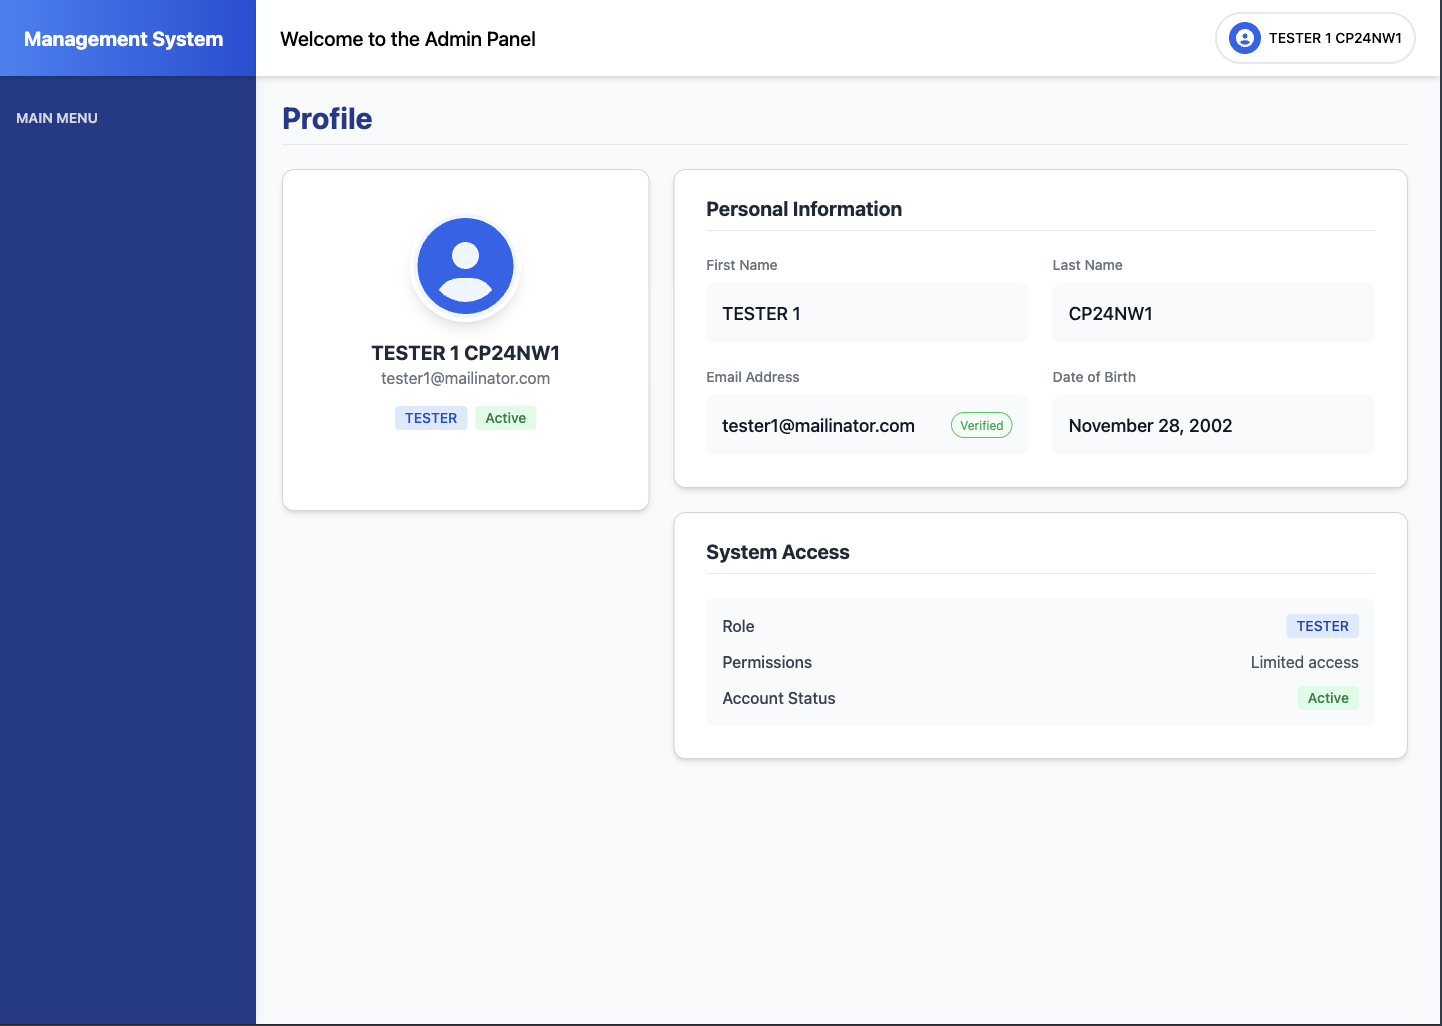 Management System
Welcome to the Admin Panel
TESTER 1 CP24NW1
MAIN MENU
Profile
TESTER 1 CP24NW1
tester1@mailinator.com
TESTER Active
Personal Information
First Name
TESTER 1
Last Name
CP24NW1
Email Address
tester1@mailinator.com Verified
Date of Birth
November 28, 2002
System Access
Role TESTER
Permissions Limited access
Account Status Active